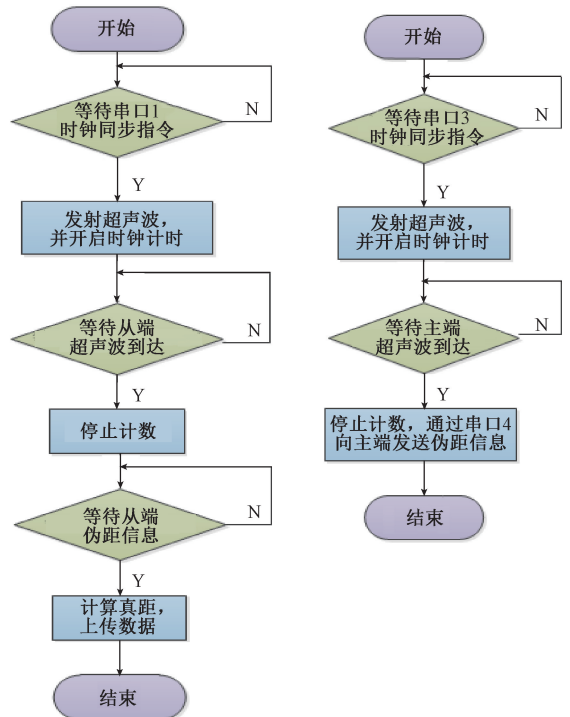 开始
等待串口1
时钟同步指令
N
Y
发射超声波，
并开启时钟计时
等待从端
超声波到达
N
Y
停止计数
等待从端
伪距信息
N
Y
计算真距，
上传数据
结束
开始
等待串口3
时钟同步指令
N
Y
发射超声波，
并开启时钟计时
等待主端
超声波到达
N
Y
停止计数，通过串口4
向主端发送伪距信息
结束